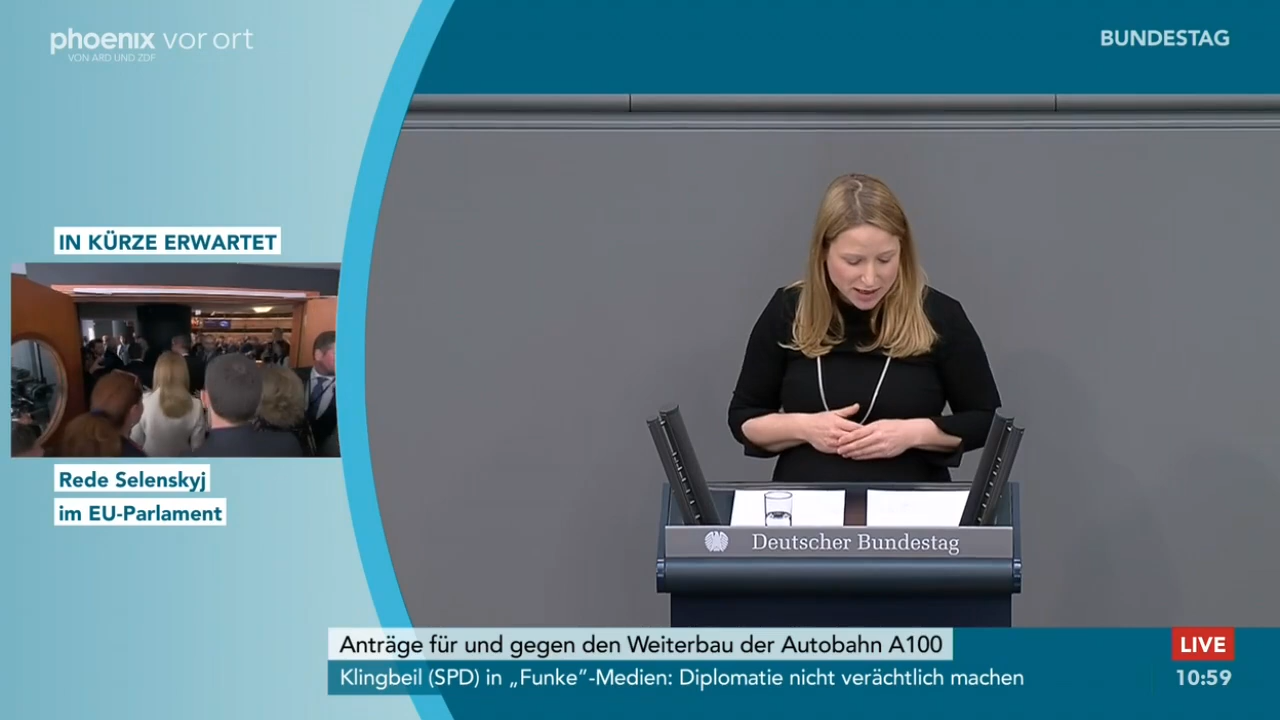 phoenix vor ort
VON ARD UND ZDF
BUNDESTAG
IN KÜRZE ERWARTET
Rede Selenskyj
im EU-Parlament
Deutscher Bundestag
Anträge für und gegen den Weiterbau der Autobahn A100
LIVE
Klingbeil (SPD) in „Funke“-Medien: Diplomatie nicht verächtlich machen
10:59